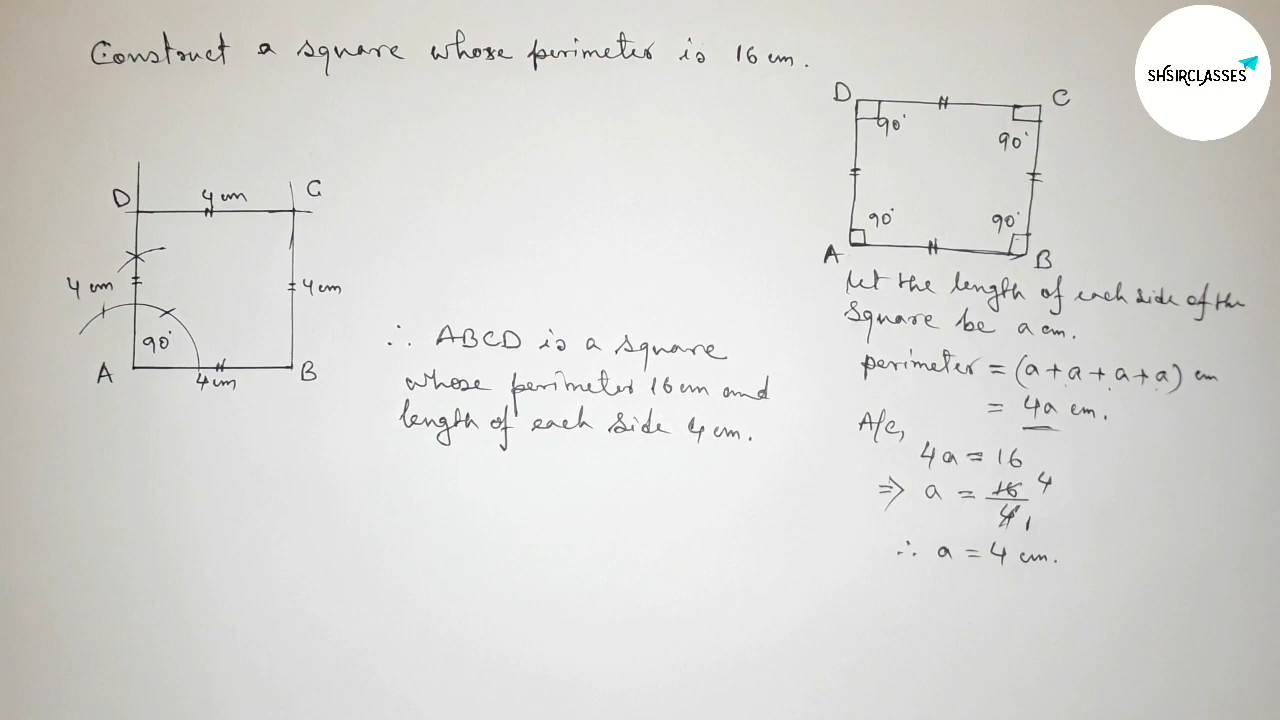 Construct a square whose perimeter is 16 cm.
SHSIRCLASSES
D
4 cm
C
4 cm
4 cm
90°
A
4 cm
B
∴ ABCD is a square
whose perimeter 16 cm and
length of each side 4 cm.
D
C
90°
90°
90°
90°
A
B
Let the length of each side of the
square be a cm.
perimeter = (a + a + a + a) cm
= 4a cm.
A/c,
4a = 16
⇒ a = 16/4 4 1
∴ a = 4 cm.